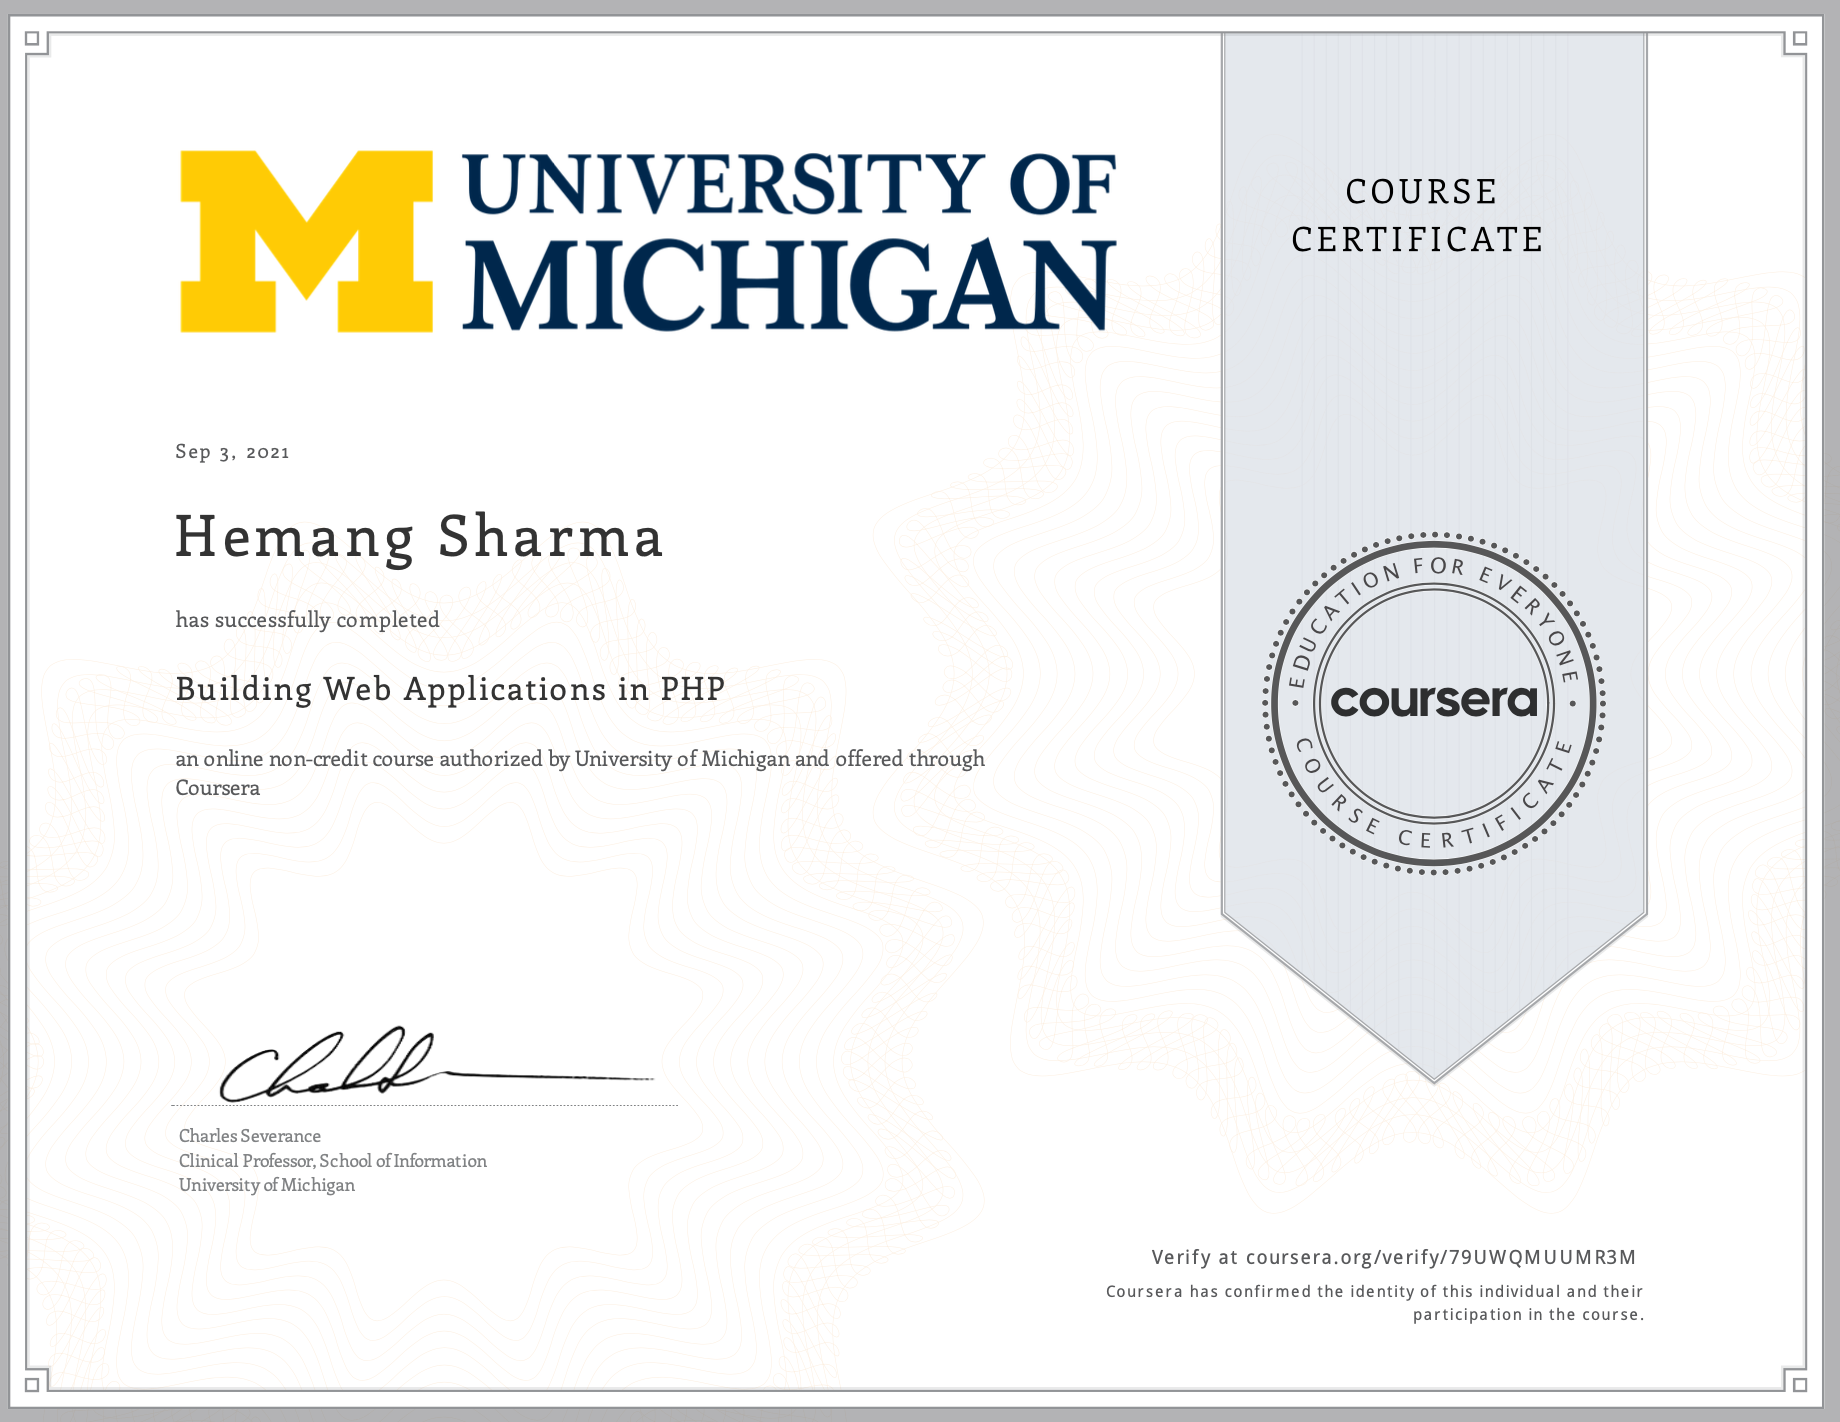 M
UNIVERSITY OF
MICHIGAN
COURSE
CERTIFICATE
Sep 3, 2021
Hemang Sharma
has successfully completed
Building Web Applications in PHP
an online non-credit course authorized by University of Michigan and offered through
Coursera
EDUCATION FOR EVERYONE
coursera
COURSE CERTIFICATE
Charles Severance
Clinical Professor, School of Information
University of Michigan
Verify at coursera.org/verify/79UWQMUUMR3M
Coursera has confirmed the identity of this individual and their
participation in the course.